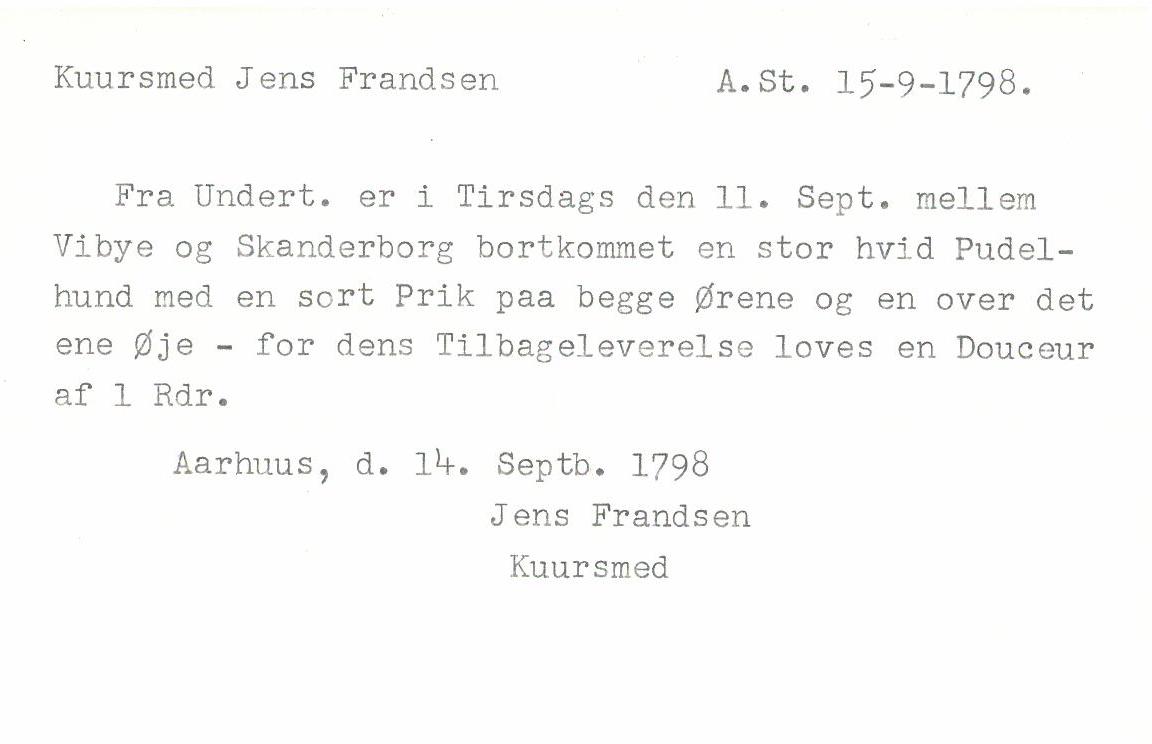 Kuursmed Jens Frandsen A.St. 15-9-1798.
Fra Undert. er i Tirsdags den 11. Sept. mellem
Vibye og Skanderborg bortkommet en stor hvid Pudel-
hund med en sort Prik paa begge Ørene og en over det
ene Øje - for dens Tilbageleverelse loves en Douceur
af 1 Rdr.
Aarhuus, d. 14. Septb. 1798
Jens Frandsen
Kuursmed